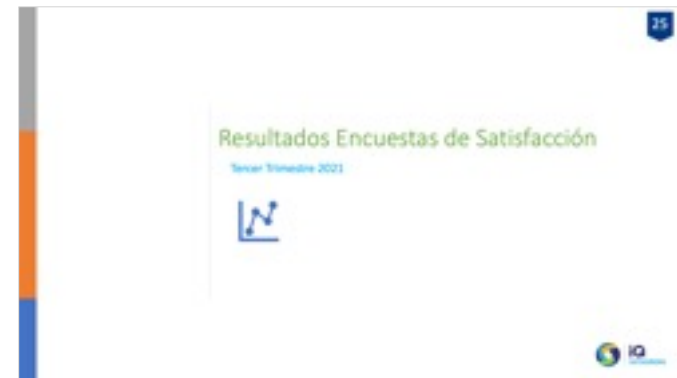 25
Resultados Encuestas de Satisfacción
Tercer Trimestre 2021
iQ